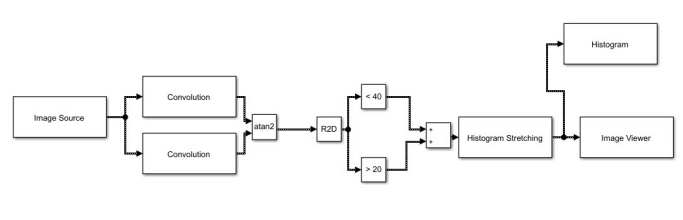 Histogram
Image Source
Convolution
Convolution
atan2
R2D
< 40
> 20
+
+
Histogram Stretching
Image Viewer